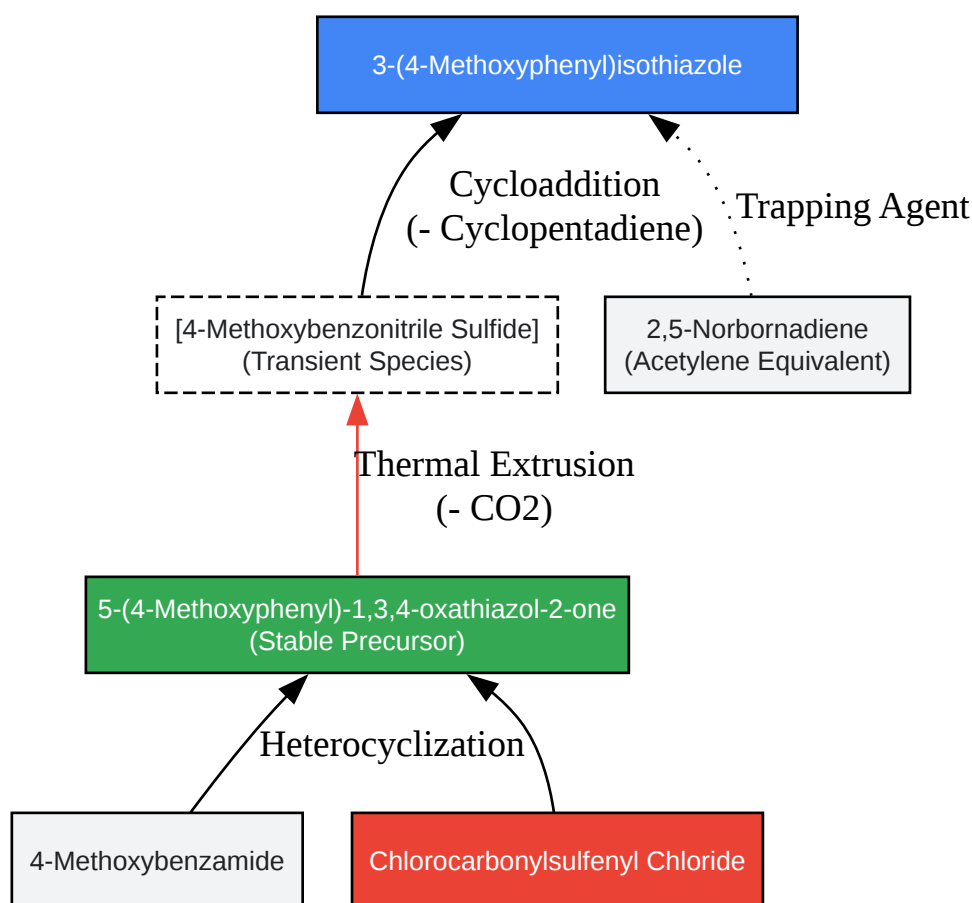 3-(4-Methoxyphenyl)isothiazole
Cycloaddition
(- Cyclopentadiene)
Trapping Agent
[4-Methoxybenzonitrile Sulfide]
(Transient Species)
2,5-Norbornadiene
(Acetylene Equivalent)
Thermal Extrusion
(- CO2)
5-(4-Methoxyphenyl)-1,3,4-oxathiazol-2-one
(Stable Precursor)
Heterocyclization
4-Methoxybenzamide
Chlorocarbonylsulfenyl Chloride